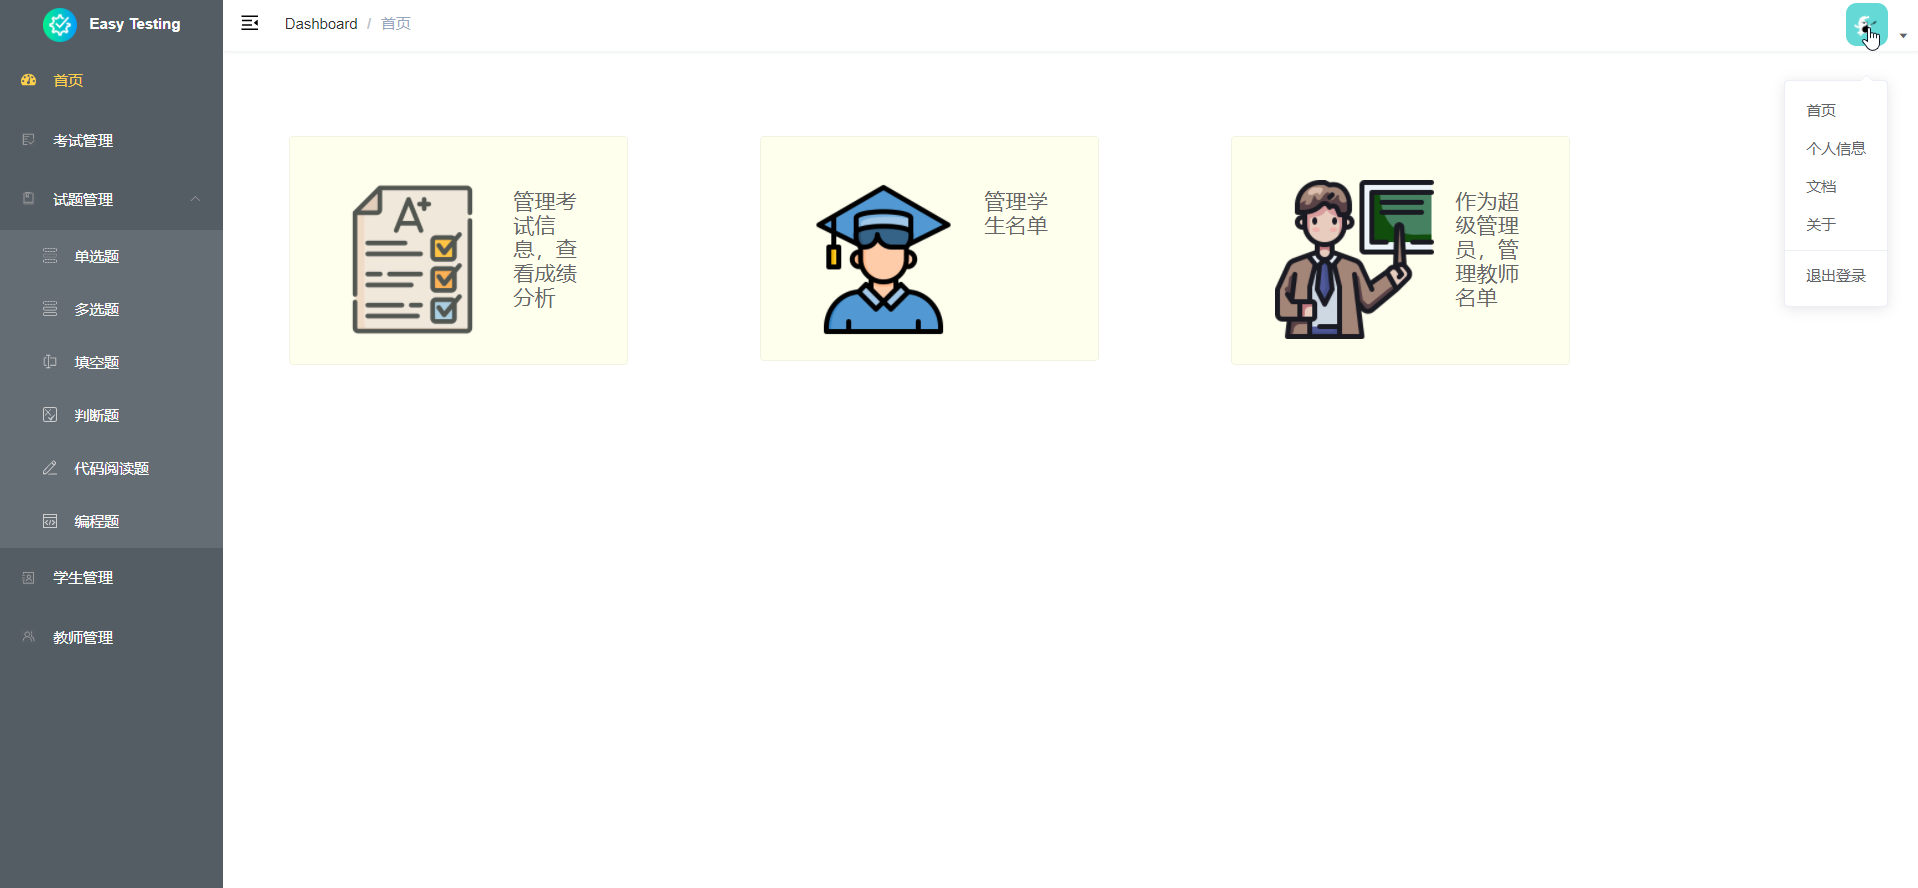 Easy Testing
首页
考试管理
试题管理
单选题
多选题
填空题
判断题
代码阅读题
编程题
学生管理
教师管理
Dashboard / 首页
A+
管理考
试信
息，查
看成绩
分析
管理学
生名单
作为超
级管理
员，管
理教师
名单
首页
个人信息
文档
关于
退出登录